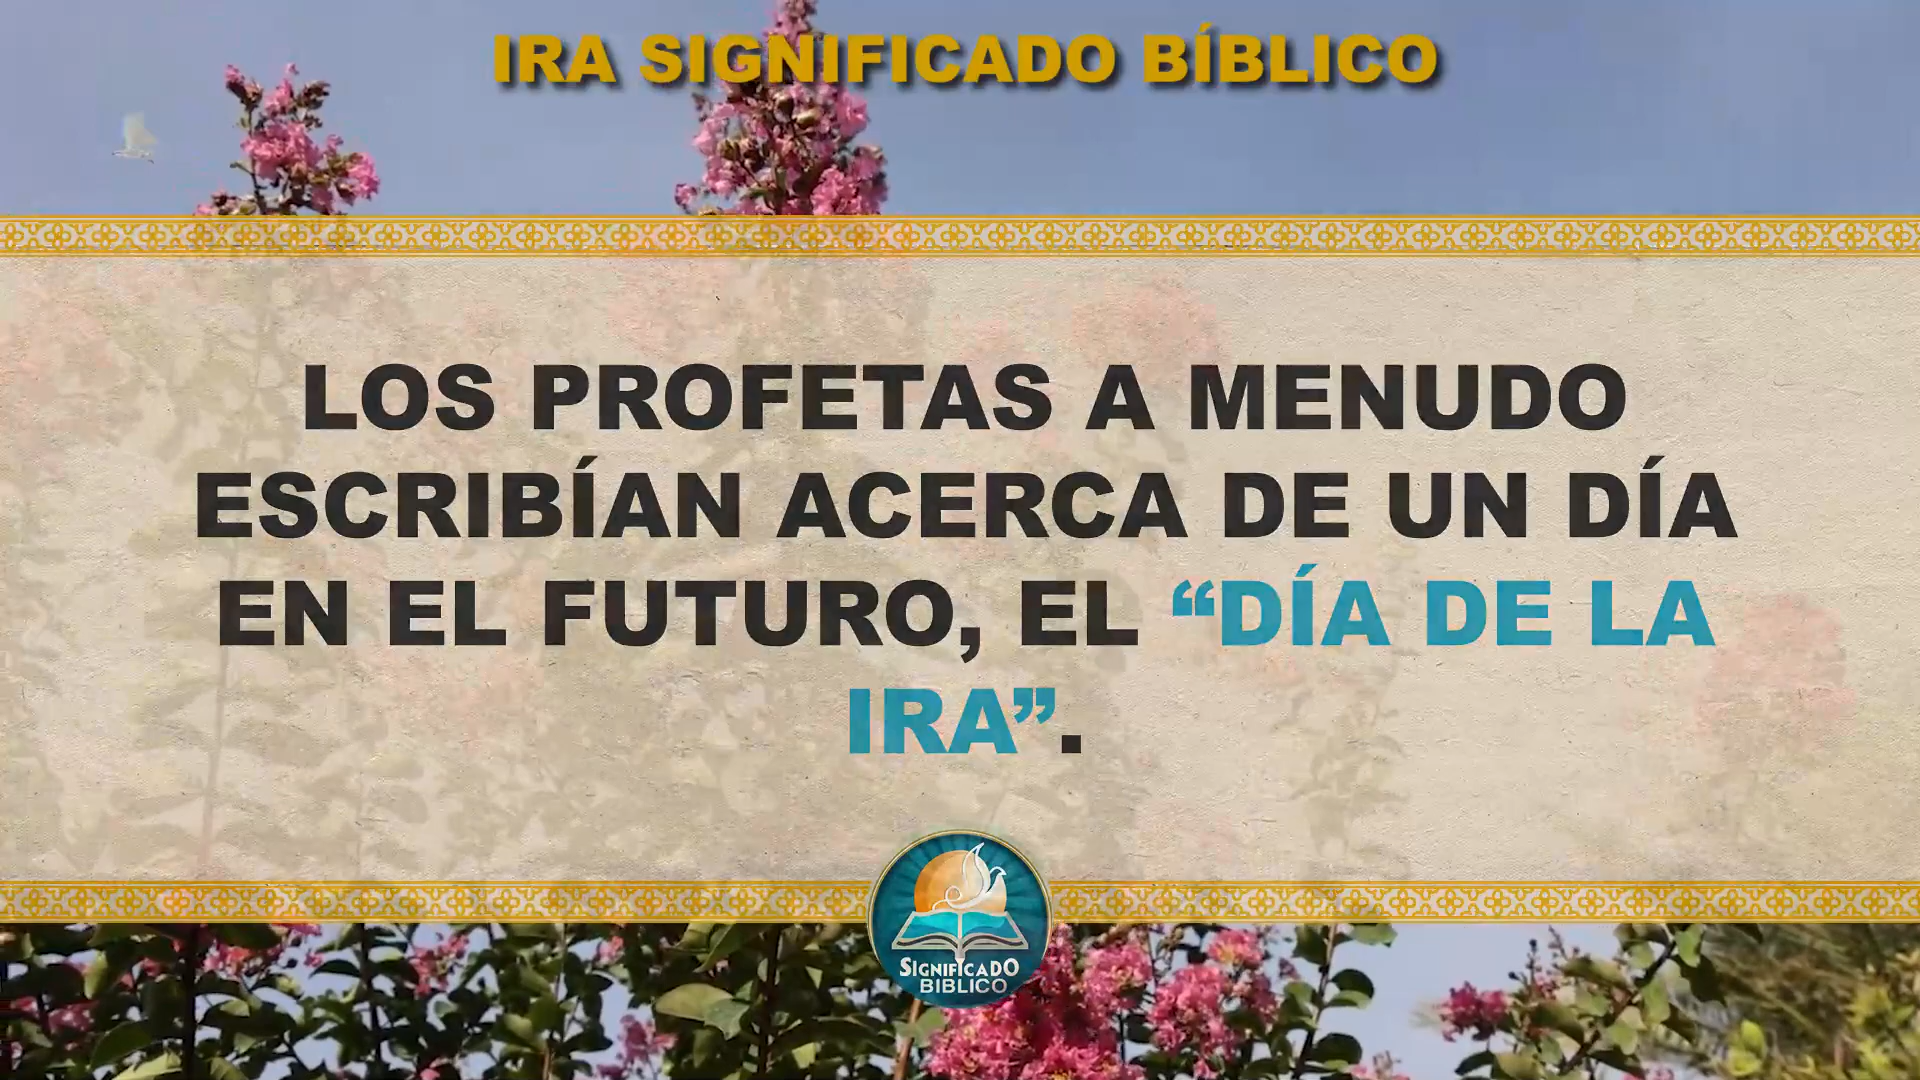 IRA SIGNIFICADO BÍBLICO
LOS PROFETAS A MENUDO
ESCRIBÍAN ACERCA DE UN DÍA
EN EL FUTURO, EL “DÍA DE LA
IRA”.
SIGNIFICADO
BIBLICO